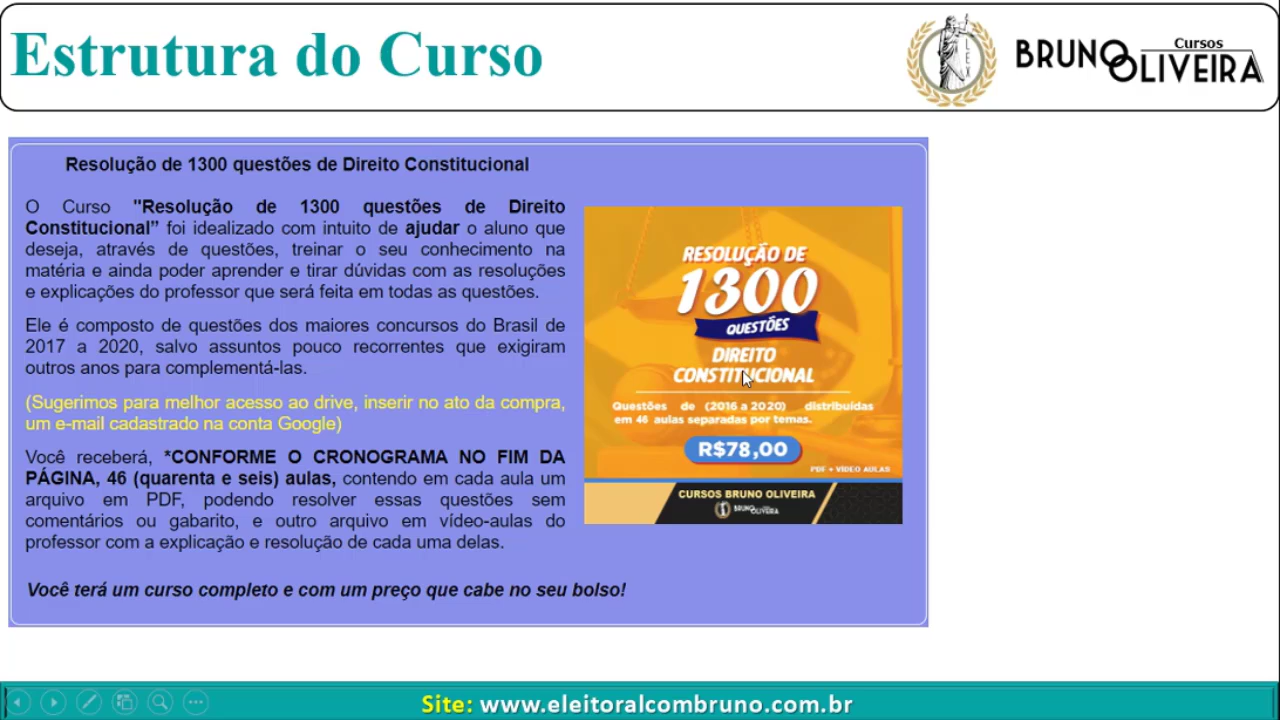 Estrutura do Curso
Cursos
BRUNO
OLIVEIRA
Resolução de 1300 questões de Direito Constitucional
O Curso "Resolução de 1300 questões de Direito
Constitucional” foi idealizado com intuito de ajudar o aluno que
deseja, através de questões, treinar o seu conhecimento na
matéria e ainda poder aprender e tirar dúvidas com as resoluções
e explicações do professor que será feita em todas as questões.
Ele é composto de questões dos maiores concursos do Brasil de
2017 a 2020, salvo assuntos pouco recorrentes que exigiram
outros anos para complementá-las.
(Sugerimos para melhor acesso ao drive, inserir no ato da compra,
um e-mail cadastrado na conta Google)
Você receberá, *CONFORME O CRONOGRAMA NO FIM DA
PÁGINA, 46 (quarenta e seis) aulas, contendo em cada aula um
arquivo em PDF, podendo resolver essas questões sem
comentários ou gabarito, e outro arquivo em vídeo-aulas do
professor com a explicação e resolução de cada uma delas.
Você terá um curso completo e com um preço que cabe no seu bolso!
RESOLUÇÃO DE
1300
QUESTÕES
DIREITO
CONSTITUCIONAL
Questões de (2016 a 2020) distribuídas
em 46 aulas separadas por temas.
R$78,00
PDF + VÍDEO AULAS
CURSOS BRUNO OLIVEIRA
BRUNO
OLIVEIRA
Site: www.eleitoralcombruno.com.br